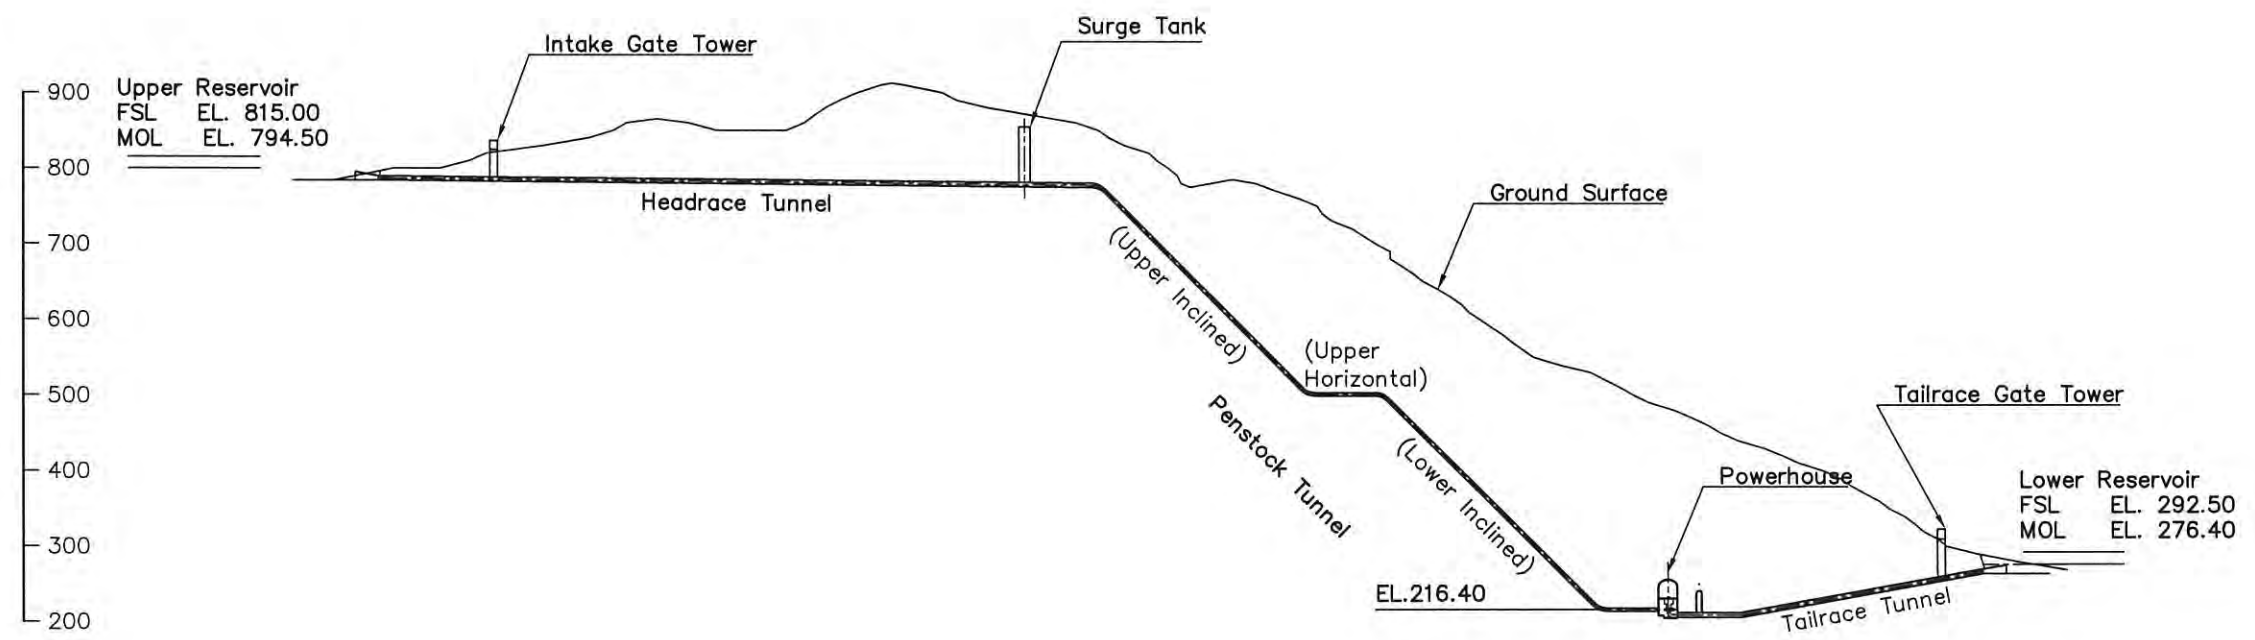 Surge Tank
Intake Gate Tower
Upper Reservoir
FSL EL. 815.00
MOL EL. 794.50
900
800
700
600
500
400
300
200
Headrace Tunnel
Ground Surface
(Upper Inclined)
(Upper
Horizontal)
Penstock Tunnel
(Lower Inclined)
Tailrace Gate Tower
Powerhouse
Lower Reservoir
FSL EL. 292.50
MOL EL. 276.40
EL.216.40
Tailrace Tunnel